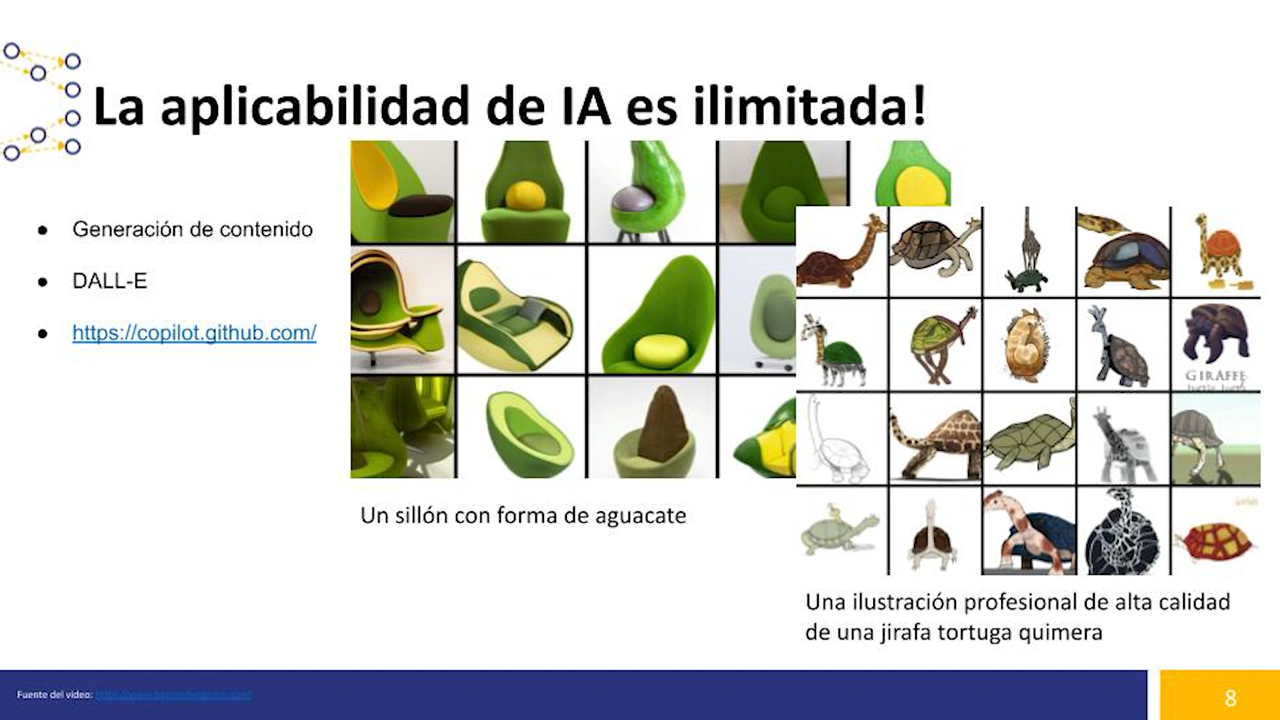 La aplicabilidad de IA es ilimitada!
● Generación de contenido
● DALL-E
● https://copilot.github.com/
GIRAFFE
Un sillón con forma de aguacate
Una ilustración profesional de alta calidad
de una jirafa tortuga quimera
Fuente del video:
8